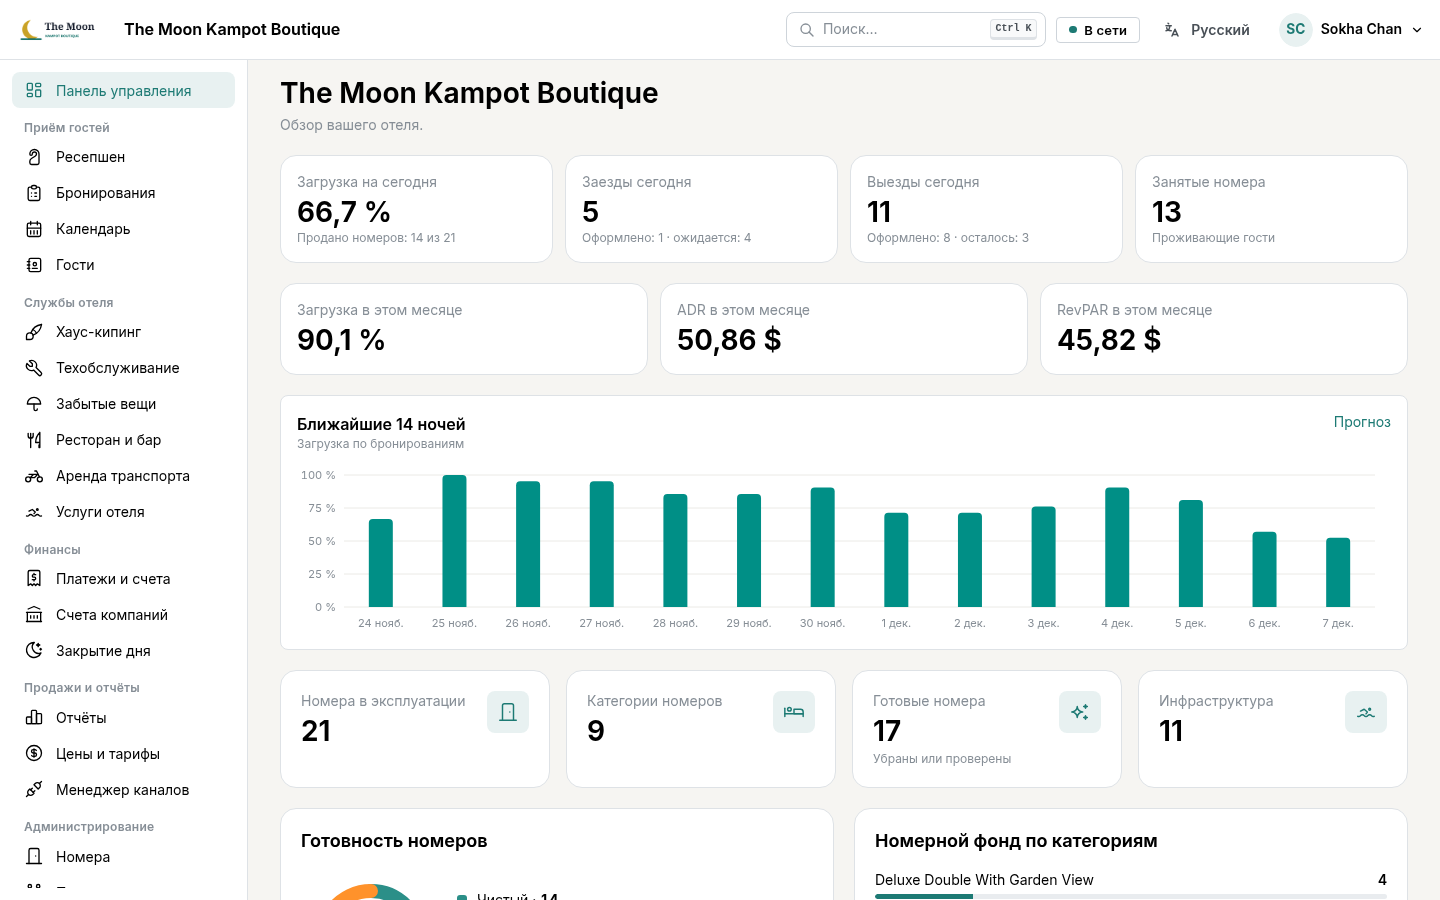 The Moon
KAMPOT BOUTIQUE
The Moon Kampot Boutique
Поиск...
Ctrl K
В сети
Русский
SC
Sokha Chan
Панель управления
Приём гостей
Ресепшен
Бронирования
Календарь
Гости
Службы отеля
Хаус-кипинг
Техобслуживание
Забытые вещи
Ресторан и бар
Аренда транспорта
Услуги отеля
Финансы
Платежи и счета
Счета компаний
Закрытие дня
Продажи и отчёты
Отчёты
Цены и тарифы
Менеджер каналов
Администрирование
Номера
The Moon Kampot Boutique
Обзор вашего отеля.
Загрузка на сегодня
66,7 %
Продано номеров: 14 из 21
Заезды сегодня
5
Оформлено: 1 · ожидается: 4
Выезды сегодня
11
Оформлено: 8 · осталось: 3
Занятые номера
13
Проживающие гости
Загрузка в этом месяце
90,1 %
ADR в этом месяце
50,86 $
RevPAR в этом месяце
45,82 $
Ближайшие 14 ночей
Загрузка по бронированиям
Прогноз
100 %
75 %
50 %
25 %
0 %
24 нояб.
25 нояб.
26 нояб.
27 нояб.
28 нояб.
29 нояб.
30 нояб.
1 дек.
2 дек.
3 дек.
4 дек.
5 дек.
6 дек.
7 дек.
Номера в эксплуатации
21
Категории номеров
9
Готовые номера
17
Убраны или проверены
Инфраструктура
11
Готовность номеров
Чистый · 14
Номерной фонд по категориям
Deluxe Double With Garden View
4